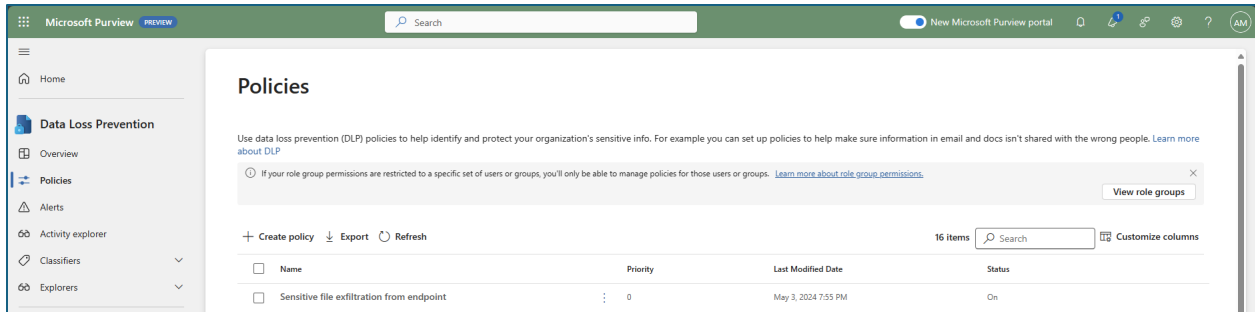 Microsoft Purview PREVIEW
Search
New Microsoft Purview portal
1
?
AM
Home
Data Loss Prevention
Overview
Policies
Alerts
Activity explorer
Classifiers
Explorers
Policies
Use data loss prevention (DLP) policies to help identify and protect your organization's sensitive info. For example you can set up policies to help make sure information in email and docs isn't shared with the wrong people. Learn more
about DLP
If your role group permissions are restricted to a specific set of users or groups, you'll only be able to manage policies for those users or groups. Learn more about role group permissions.
View role groups
Create policy Export Refresh
16 items Search Customize columns
Name Priority Last Modified Date Status
Sensitive file exfiltration from endpoint 0 May 3, 2024 7:55 PM On